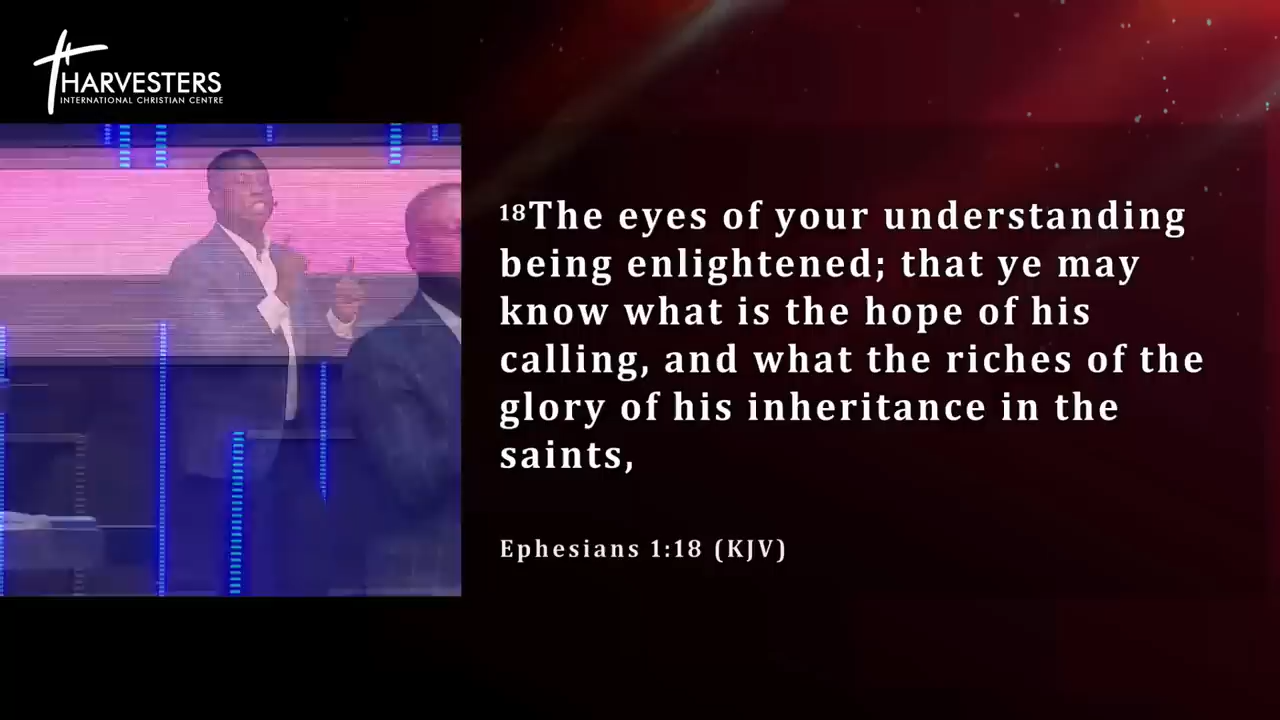 HARVESTERS
INTERNATIONAL CHRISTIAN CENTRE
18The eyes of your understanding
being enlightened; that ye may
know what is the hope of his
calling, and what the riches of the
glory of his inheritance in the
saints,
Ephesians 1:18 (KJV)